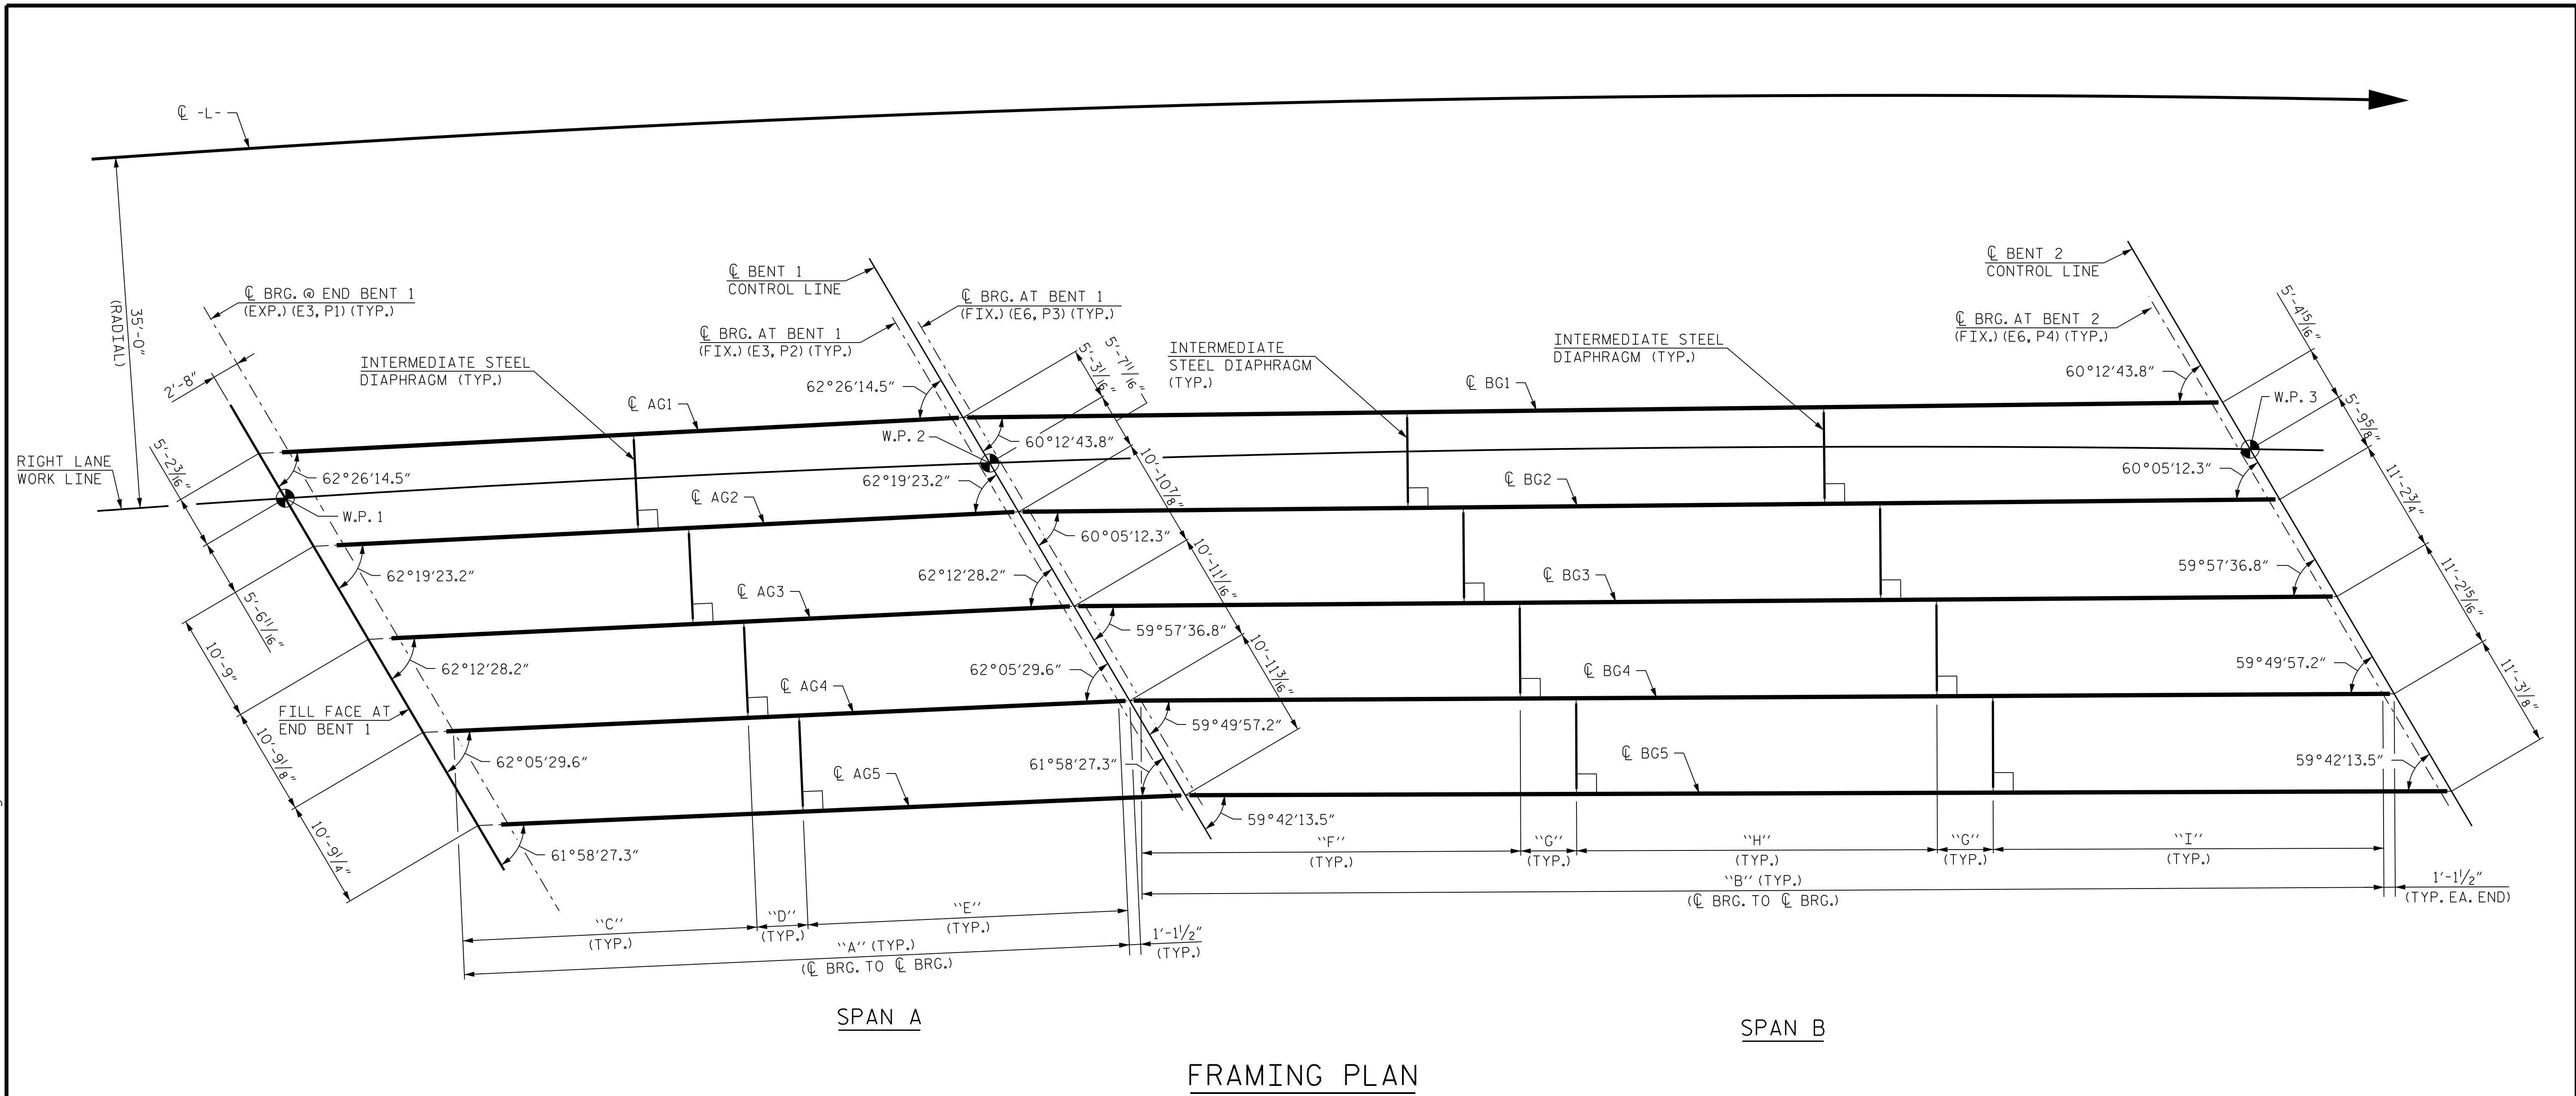 ℄ -L-
35'-0"
(RADIAL)
℄ BRG. @ END BENT 1
(EXP.) (E3, P1) (TYP.)
2'-8"
INTERMEDIATE STEEL
DIAPHRAGM (TYP.)
℄ BENT 1
CONTROL LINE
℄ BRG. AT BENT 1
(FIX.) (E3, P2) (TYP.)
℄ BRG. AT BENT 1
(FIX.) (E6, P3) (TYP.)
INTERMEDIATE
STEEL DIAPHRAGM
(TYP.)
INTERMEDIATE STEEL
DIAPHRAGM (TYP.)
℄ BENT 2
CONTROL LINE
℄ BRG. AT BENT 2
(FIX.) (E6, P4) (TYP.)
5'-4 15/16"
5'-9 5/8"
11'-2 3/4"
11'-2 15/16"
11'-3 1/8"
5'-3 1/16"
5'-7 11/16"
10'-10 7/8"
10'-11 1/16"
10'-11 3/16"
RIGHT LANE
WORK LINE
5'-2 3/16"
5'-6 11/16"
10'-9"
10'-9 1/8"
10'-9 1/4"
W.P. 1
W.P. 2
W.P. 3
℄ AG1
℄ AG2
℄ AG3
℄ AG4
℄ AG5
℄ BG1
℄ BG2
℄ BG3
℄ BG4
℄ BG5
62°26'14.5"
62°19'23.2"
62°12'28.2"
62°05'29.6"
61°58'27.3"
62°26'14.5"
62°19'23.2"
62°12'28.2"
62°05'29.6"
61°58'27.3"
60°12'43.8"
60°05'12.3"
59°57'36.8"
59°49'57.2"
59°42'13.5"
60°12'43.8"
60°05'12.3"
59°57'36.8"
59°49'57.2"
59°42'13.5"
FILL FACE AT
END BENT 1
``C''
(TYP.)
``D''
(TYP.)
``E''
(TYP.)
``A'' (TYP.)
(℄ BRG. TO ℄ BRG.)
1'-1 1/2"
(TYP.)
``F''
(TYP.)
``G''
(TYP.)
``H''
(TYP.)
``G''
(TYP.)
``I''
(TYP.)
``B'' (TYP.)
(℄ BRG. TO ℄ BRG.)
1'-1 1/2"
(TYP. EA. END)
SPAN A
SPAN B
FRAMING PLAN